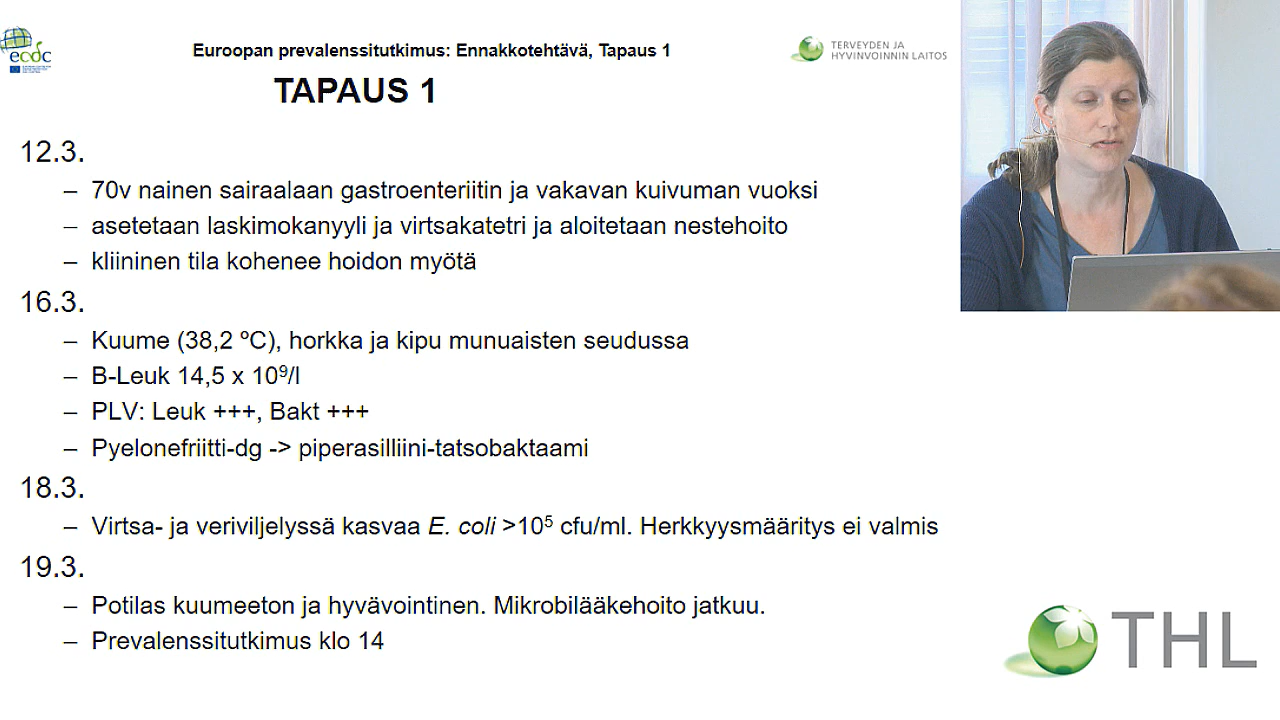 ecdc
Euroopan prevalenssitutkimus: Ennakkotehtävä, Tapaus 1
TERVEYDEN JA
HYVINVOINNIN LAITOS
TAPAUS 1
12.3.
– 70v nainen sairaalaan gastroenteriitin ja vakavan kuivuman vuoksi
– asetetaan laskimokanyyli ja virtsakatetri ja aloitetaan nestehoito
– kliininen tila kohenee hoidon myötä
16.3.
– Kuume (38,2 ºC), horkka ja kipu munuaisten seudussa
– B-Leuk 14,5 x 10⁹/l
– PLV: Leuk +++, Bakt +++
– Pyelonefriitti-dg -> piperasilliini-tatsobaktaami
18.3.
– Virtsa- ja veriviljelyssä kasvaa E. coli >10⁵ cfu/ml. Herkkyysmääritys ei valmis
19.3.
– Potilas kuumeeton ja hyvävointinen. Mikrobilääkehoito jatkuu.
– Prevalenssitutkimus klo 14
THL